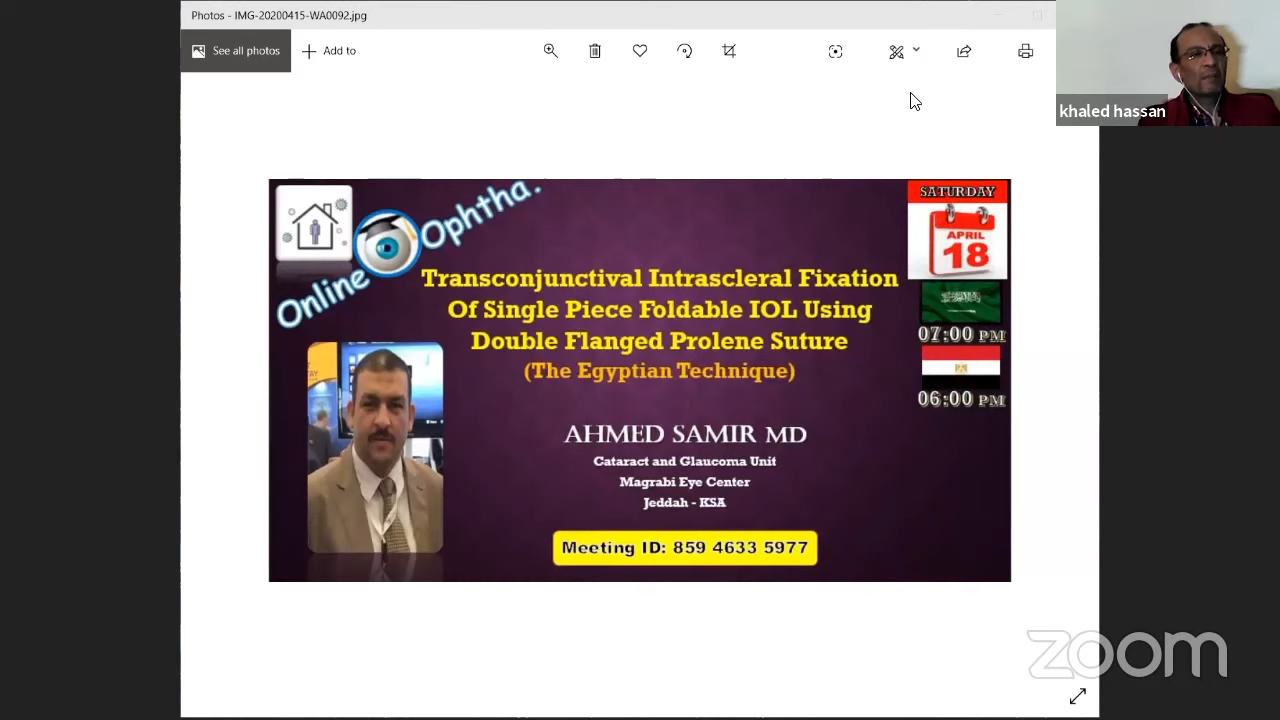 Photos - IMG-20200415-WA0092.jpg
See all photos
Add to
khaled hassan
Online Ophtha.
SATURDAY
APRIL
18
07:00 PM
06:00 PM
Transconjunctival Intrascleral Fixation
Of Single Piece Foldable IOL Using
Double Flanged Prolene Suture
(The Egyptian Technique)
AHMED SAMIR MD
Cataract and Glaucoma Unit
Magrabi Eye Center
Jeddah - KSA
Meeting ID: 859 4633 5977
zoom